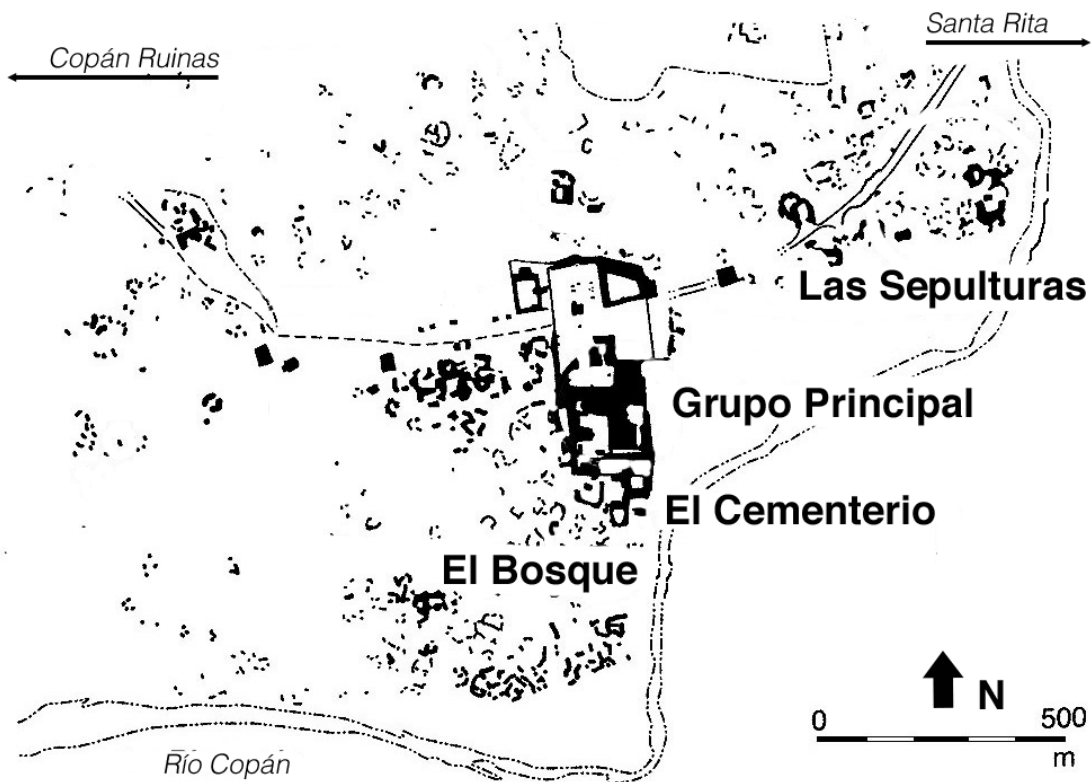 Santa Rita
Copán Ruinas
Las Sepulturas
Grupo Principal
El Cementerio
El Bosque
N
0 500
m
Río Copán